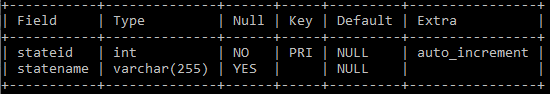 +-----------+--------------+------+-----+---------+----------------+
| Field     | Type         | Null | Key | Default | Extra          |
+-----------+--------------+------+-----+---------+----------------+
| stateid   | int          | NO   | PRI | NULL    | auto_increment |
| statename | varchar(255) | YES  |     | NULL    |                |
+-----------+--------------+------+-----+---------+----------------+